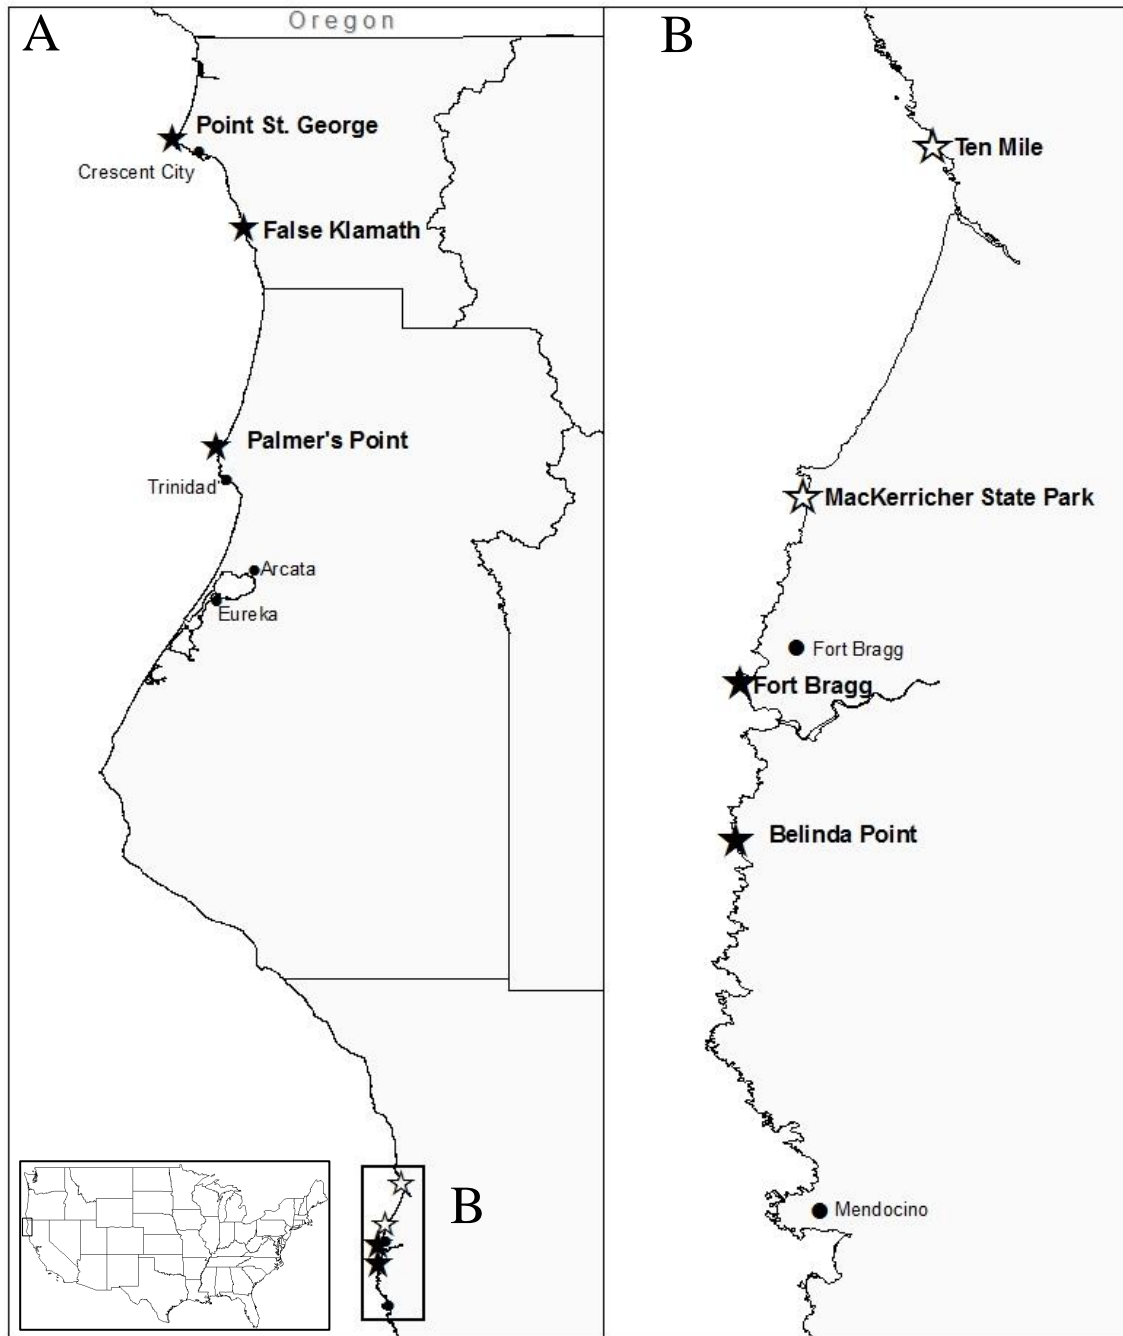 A
Oregon
Point St. George
Crescent City
False Klamath
Palmer's Point
Trinidad
Arcata
Eureka
B
B
Ten Mile
MacKerricher State Park
Fort Bragg
Fort Bragg
Belinda Point
Mendocino